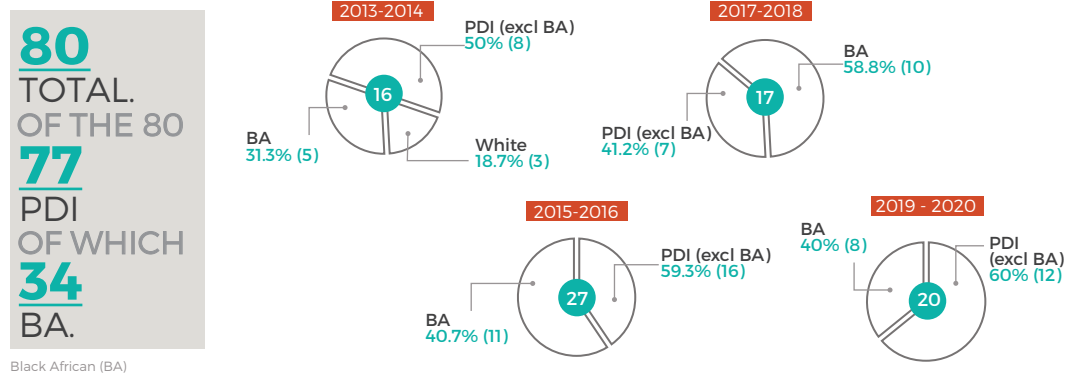 80
TOTAL.
OF THE 80
77
PDI
OF WHICH
34
BA.
Black African (BA)
2013-2014
PDI (excl BA)
50% (8)
16
BA
31.3% (5)
White
18.7% (3)
2017-2018
BA
58.8% (10)
17
PDI (excl BA)
41.2% (7)
2015-2016
PDI (excl BA)
59.3% (16)
27
BA
40.7% (11)
2019 - 2020
BA
40% (8)
PDI
(excl BA)
60% (12)
20